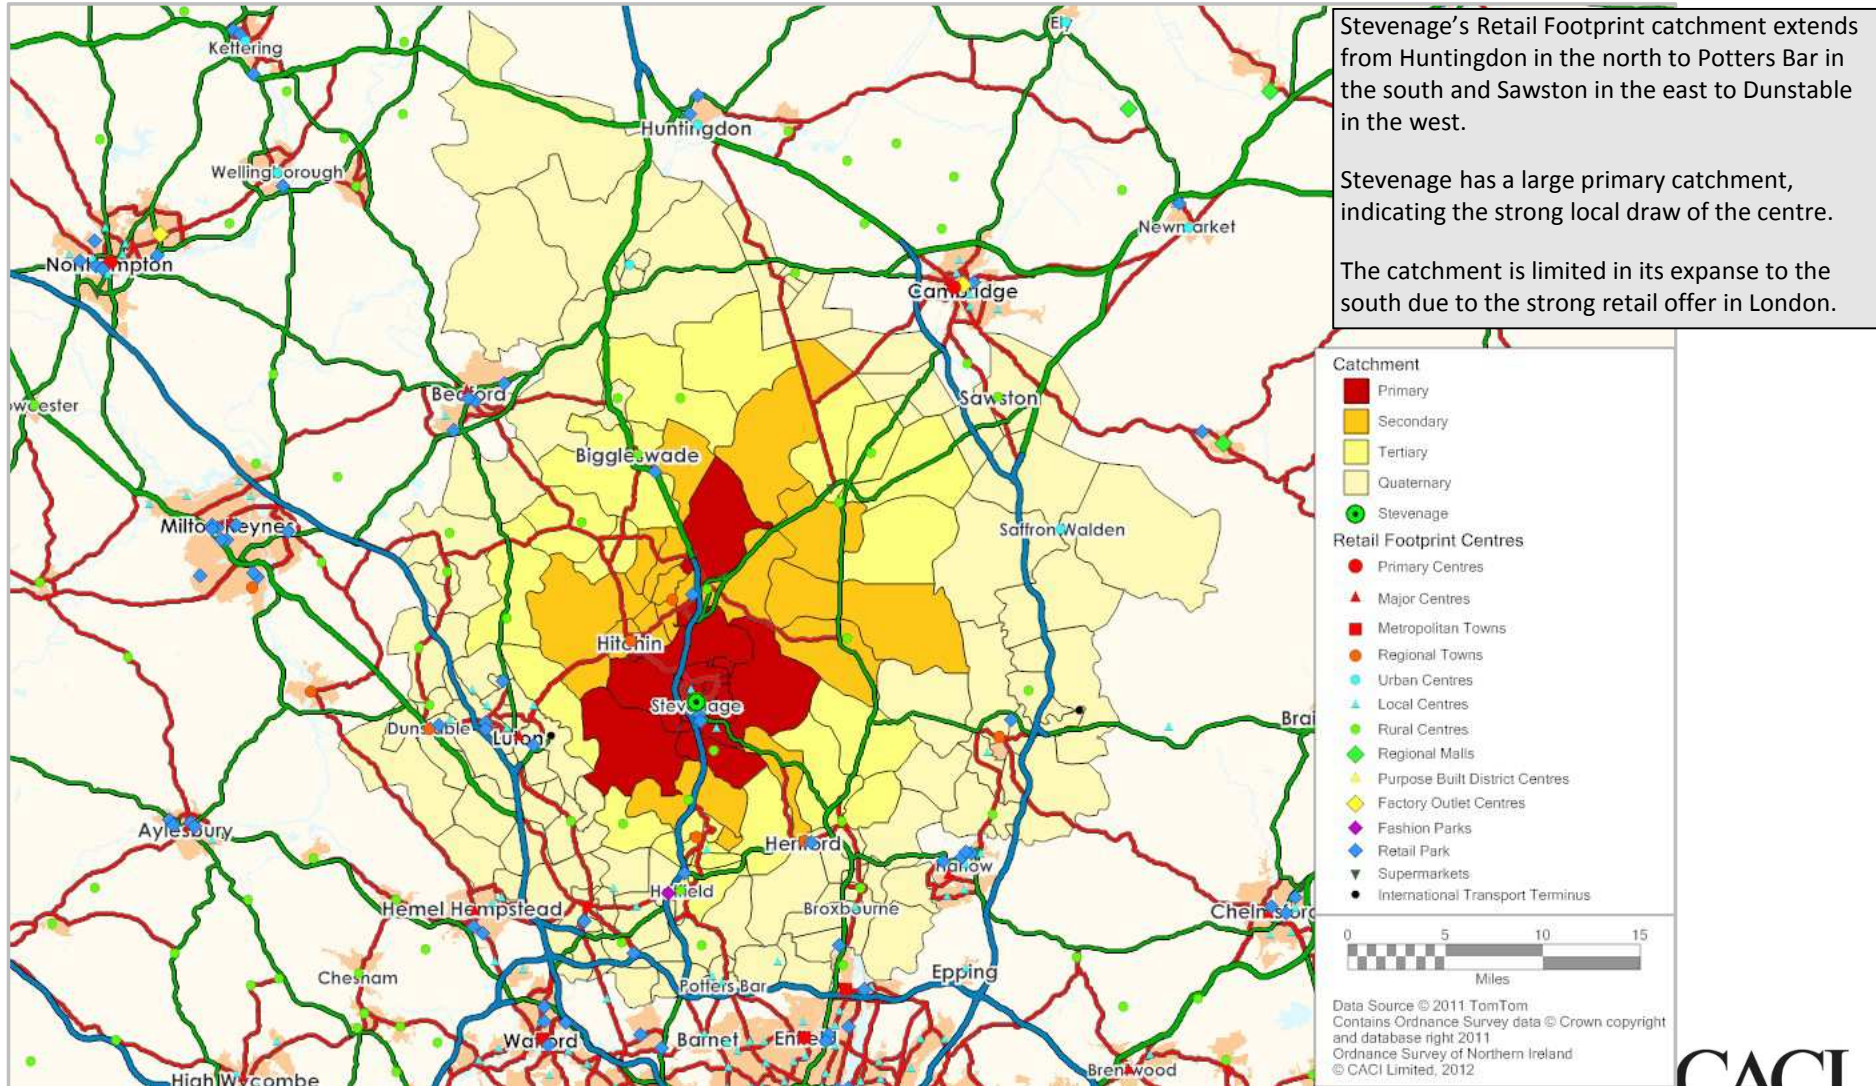 Stevenage’s Retail Footprint catchment extends
from Huntingdon in the north to Potters Bar in
the south and Sawston in the east to Dunstable
in the west.
Stevenage has a large primary catchment,
indicating the strong local draw of the centre.
The catchment is limited in its expanse to the
south due to the strong retail offer in London.
Ely
Kettering
Huntingdon
Wellingborough
Newmarket
Northampton
Cambridge
Bedford
Sawston
owcester
Biggleswade
Milton Keynes
Saffron Walden
Hitchin
Stevenage
Brai
Dunstable
Luton
Aylesbury
Hertford
Harlow
Hatfield
Hemel Hempstead
Broxbourne
Chelmsford
Chesham
Epping
Potters Bar
Watford
Barnet
Enfield
Brentwood
High Wycombe
Catchment
Primary
Secondary
Tertiary
Quaternary
Stevenage
Retail Footprint Centres
Primary Centres
Major Centres
Metropolitan Towns
Regional Towns
Urban Centres
Local Centres
Rural Centres
Regional Malls
Purpose Built District Centres
Factory Outlet Centres
Fashion Parks
Retail Park
Supermarkets
International Transport Terminus
0 5 10 15
Miles
Data Source © 2011 TomTom
Contains Ordnance Survey data © Crown copyright
and database right 2011
Ordnance Survey of Northern Ireland
© CACI Limited, 2012
CACI